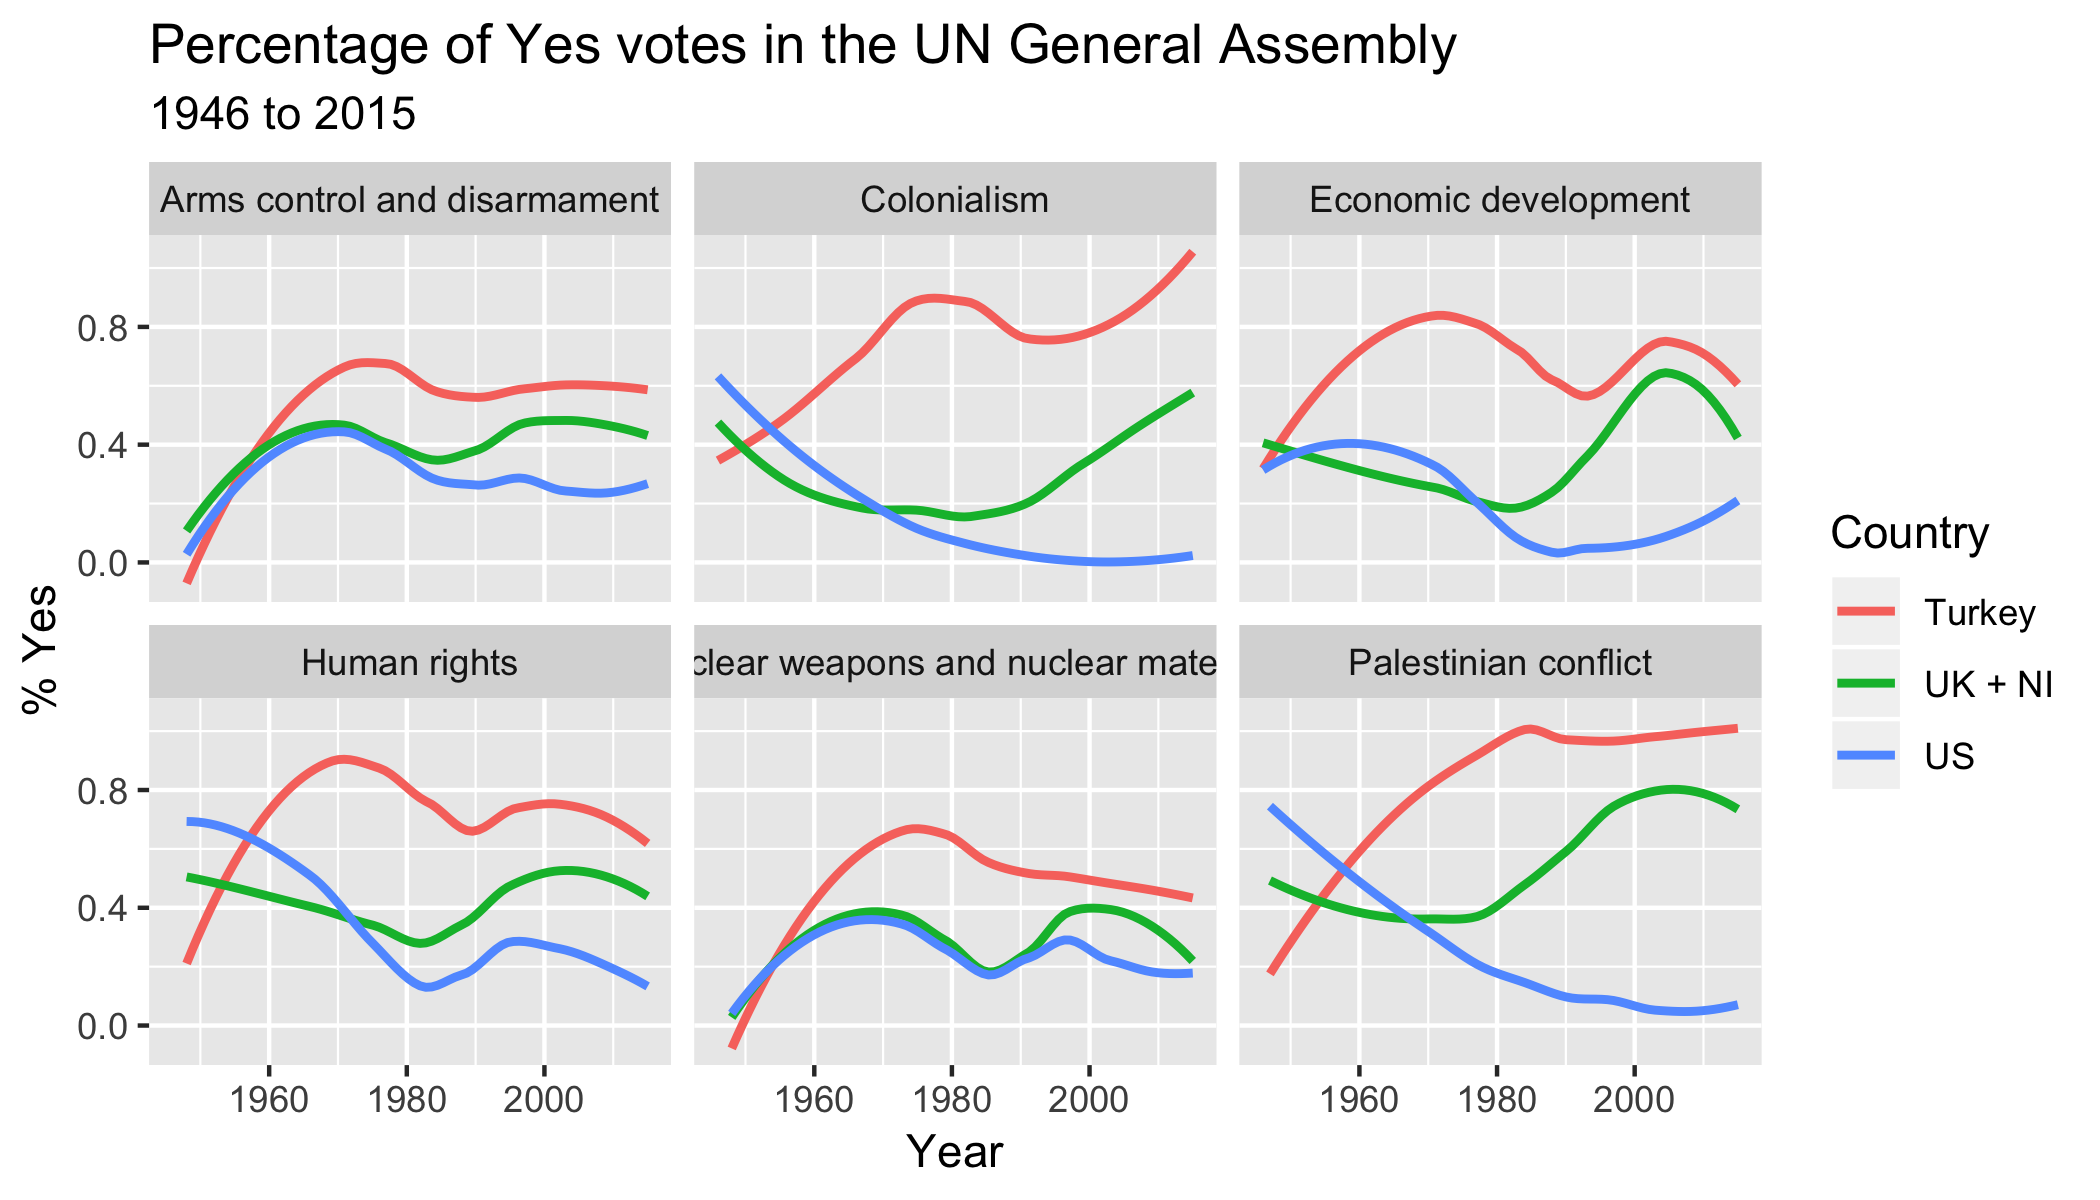 Percentage of Yes votes in the UN General Assembly
1946 to 2015
Arms control and disarmament
Colonialism
Economic development
0.8
0.4
0.0
Human rights
clear weapons and nuclear mate
Palestinian conflict
0.8
0.4
0.0
1960 1980 2000
1960 1980 2000
1960 1980 2000
% Yes
Year
Country
Turkey
UK + NI
US